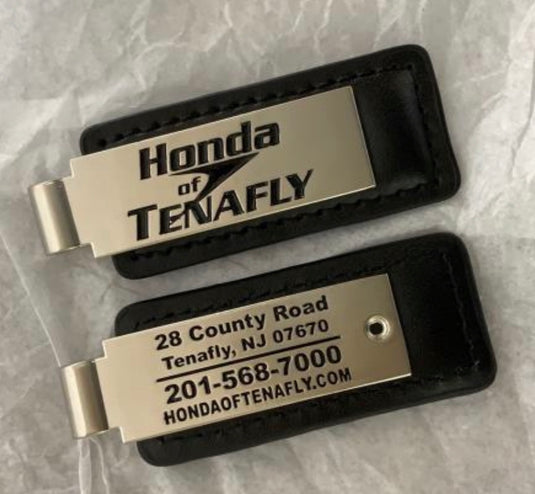 Honda
of
TENAFLY
28 County Road
Tenafly, NJ 07670
201-568-7000
HONDAOFTENAFLY.COM